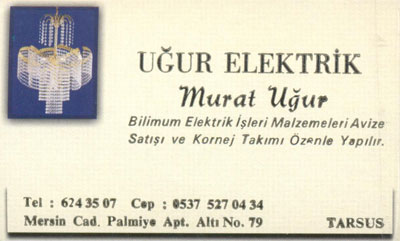 UĞUR ELEKTRİK
Murat Uğur
Bilimum Elektrik İşleri Malzemeleri Avize
Satışı ve Kornej Takımı Özenle Yapılır.
Tel : 624 35 07 Cep : 0537 527 04 34
Mersin Cad. Palmiye Apt. Altı No. 79 TARSUS